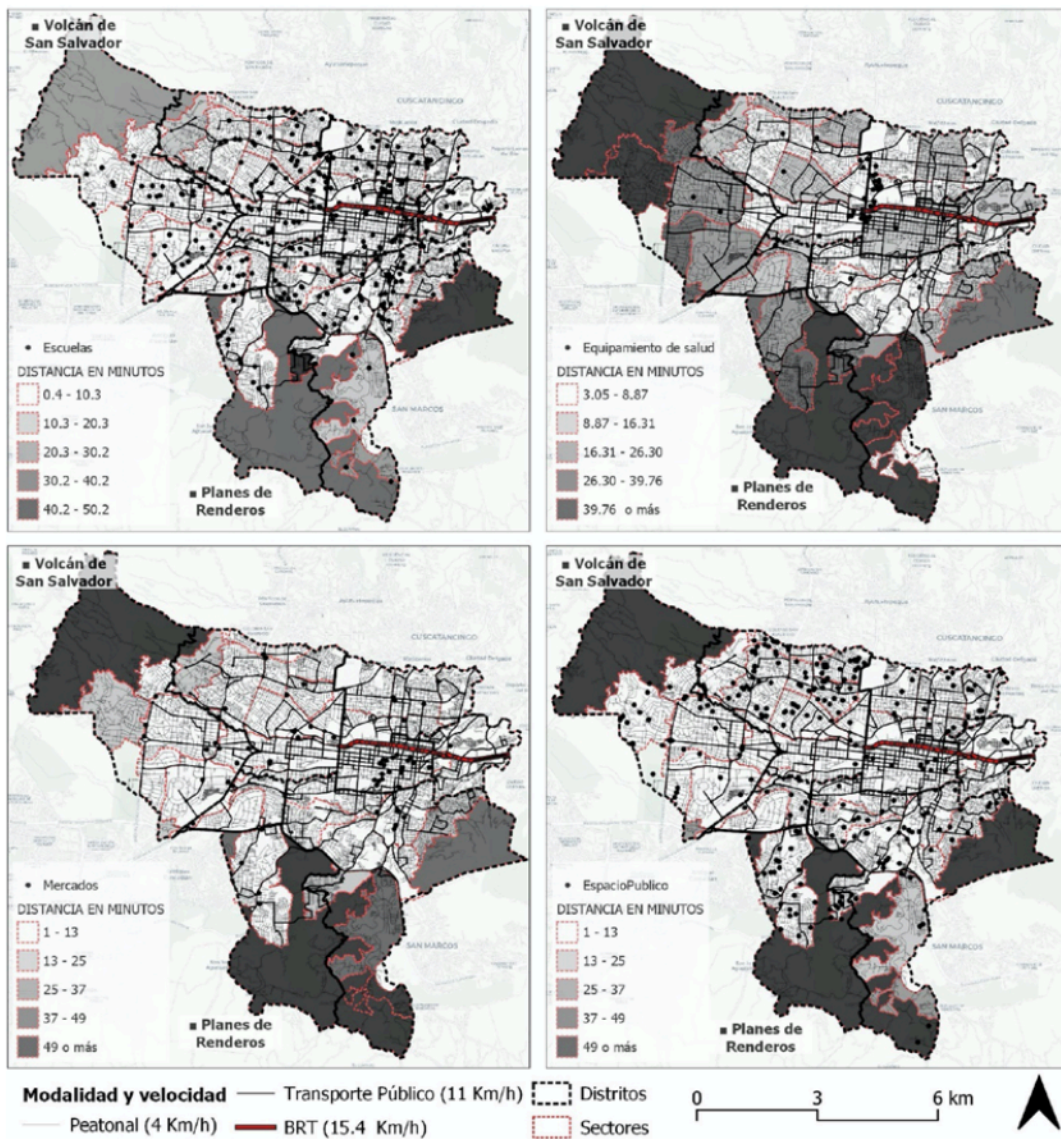 Volcán de
San Salvador
CUSCATANCINGO
Escuelas
DISTANCIA EN MINUTOS
0.4 - 10.3
10.3 - 20.3
20.3 - 30.2
30.2 - 40.2
40.2 - 50.2
SAN MARCOS
Planes de
Renderos
Volcán de
San Salvador
CUSCATANCINGO
Equipamiento de salud
DISTANCIA EN MINUTOS
3.05 - 8.87
8.87 - 16.31
16.31 - 26.30
26.30 - 39.76
39.76 o más
SAN MARCOS
Planes de
Renderos
Volcán de
San Salvador
CUSCATANCINGO
Mercados
DISTANCIA EN MINUTOS
1 - 13
13 - 25
25 - 37
37 - 49
49 o más
SAN MARCOS
Planes de
Renderos
Volcán de
San Salvador
CUSCATANCINGO
EspacioPublico
DISTANCIA EN MINUTOS
1 - 13
13 - 25
25 - 37
37 - 49
49 o más
SAN MARCOS
Planes de
Renderos
Modalidad y velocidad
Transporte Público (11 Km/h)
Distritos
0 3 6 km
Peatonal (4 Km/h)
BRT (15.4 Km/h)
Sectores